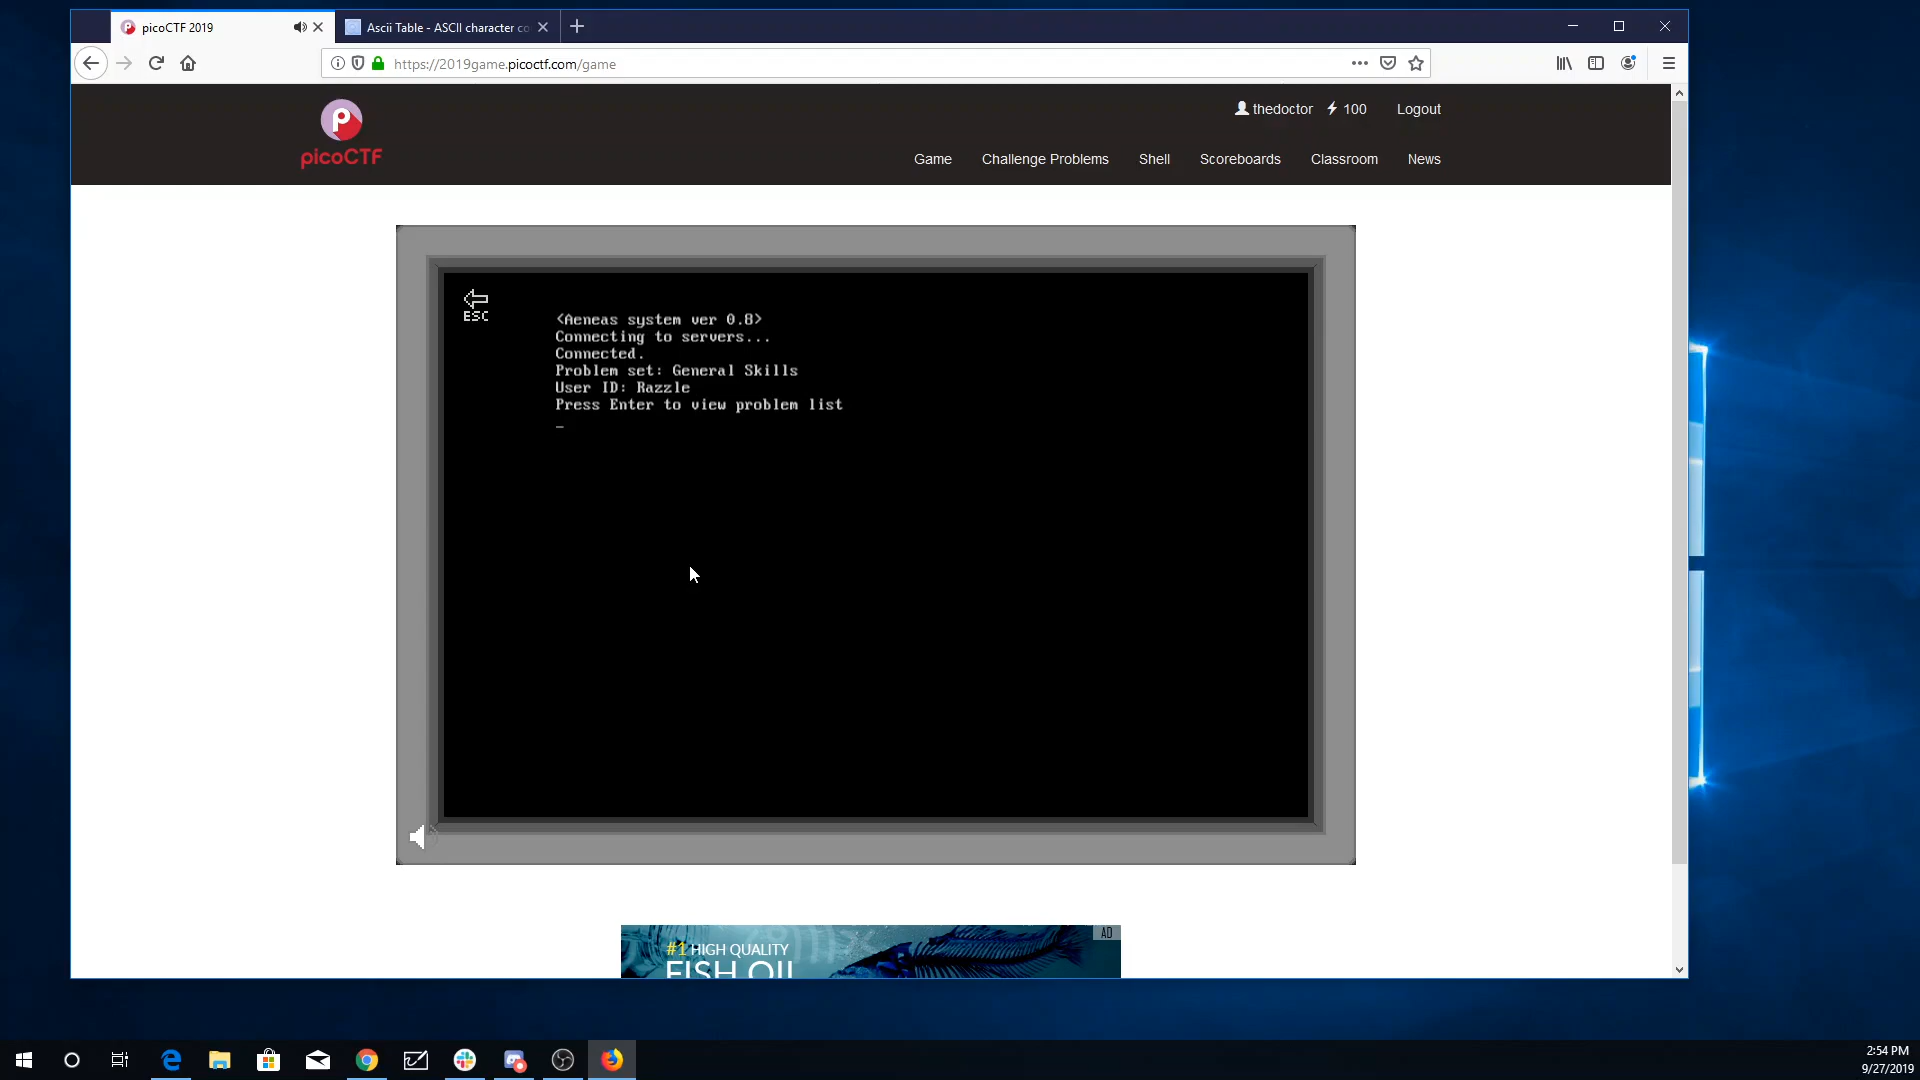 picoCTF 2019
Ascii Table - ASCII character co
https://2019game.picoctf.com/game
thedoctor 100 Logout
P
picoCTF
Game Challenge Problems Shell Scoreboards Classroom News
ESC
<Aeneas system ver 0.8>
Connecting to servers...
Connected.
Problem set: General Skills
User ID: Razzle
Press Enter to view problem list
_
AD
#1 HIGH QUALITY
FISH OIL
2:54 PM
9/27/2019